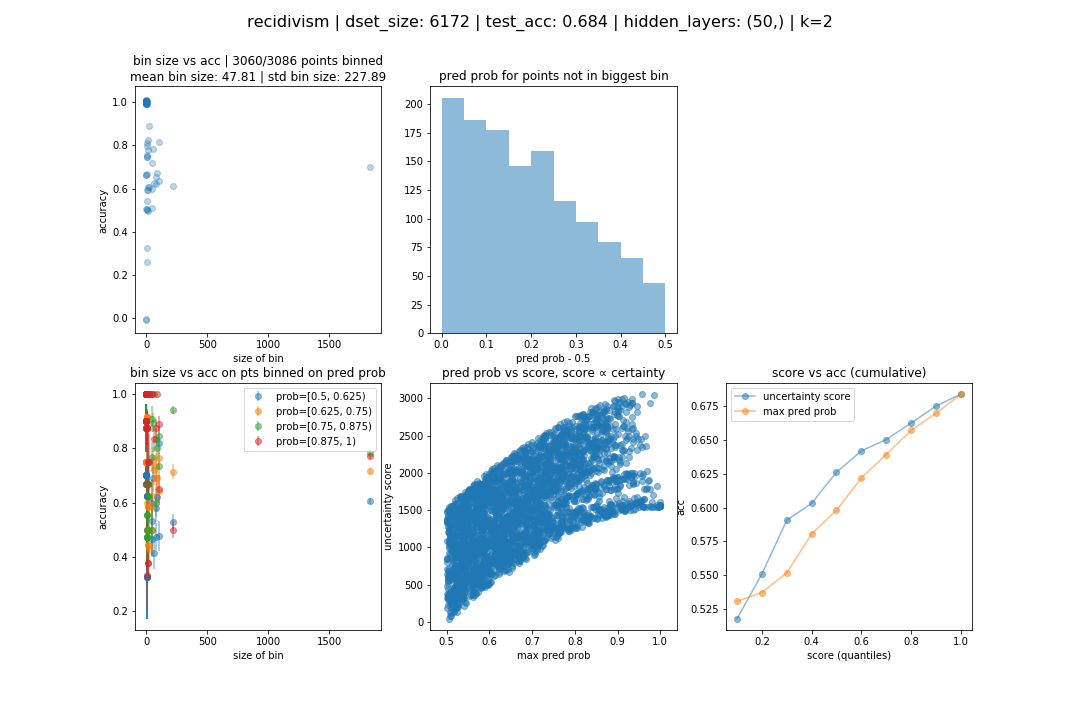 recidivism | dset_size: 6172 | test_acc: 0.684 | hidden_layers: (50,) | k=2
bin size vs acc | 3060/3086 points binned
mean bin size: 47.81 | std bin size: 227.89
1.0
0.8
0.6
0.4
0.2
0.0
accuracy
0
500
1000
1500
size of bin
pred prob for points not in biggest bin
200
175
150
125
100
75
50
25
0
0.0
0.1
0.2
0.3
0.4
0.5
pred prob - 0.5
bin size vs acc on pts binned on pred prob
1.0
0.8
0.6
0.4
0.2
accuracy
prob=[0.5, 0.625)
prob=[0.625, 0.75)
prob=[0.75, 0.875)
prob=[0.875, 1)
0
500
1000
1500
size of bin
pred prob vs score, score ∝ certainty
3000
2500
2000
1500
1000
500
0
uncertainty score
0.5
0.6
0.7
0.8
0.9
1.0
max pred prob
score vs acc (cumulative)
uncertainty score
max pred prob
0.675
0.650
0.625
0.600
0.575
0.550
0.525
acc
0.2
0.4
0.6
0.8
1.0
score (quantiles)